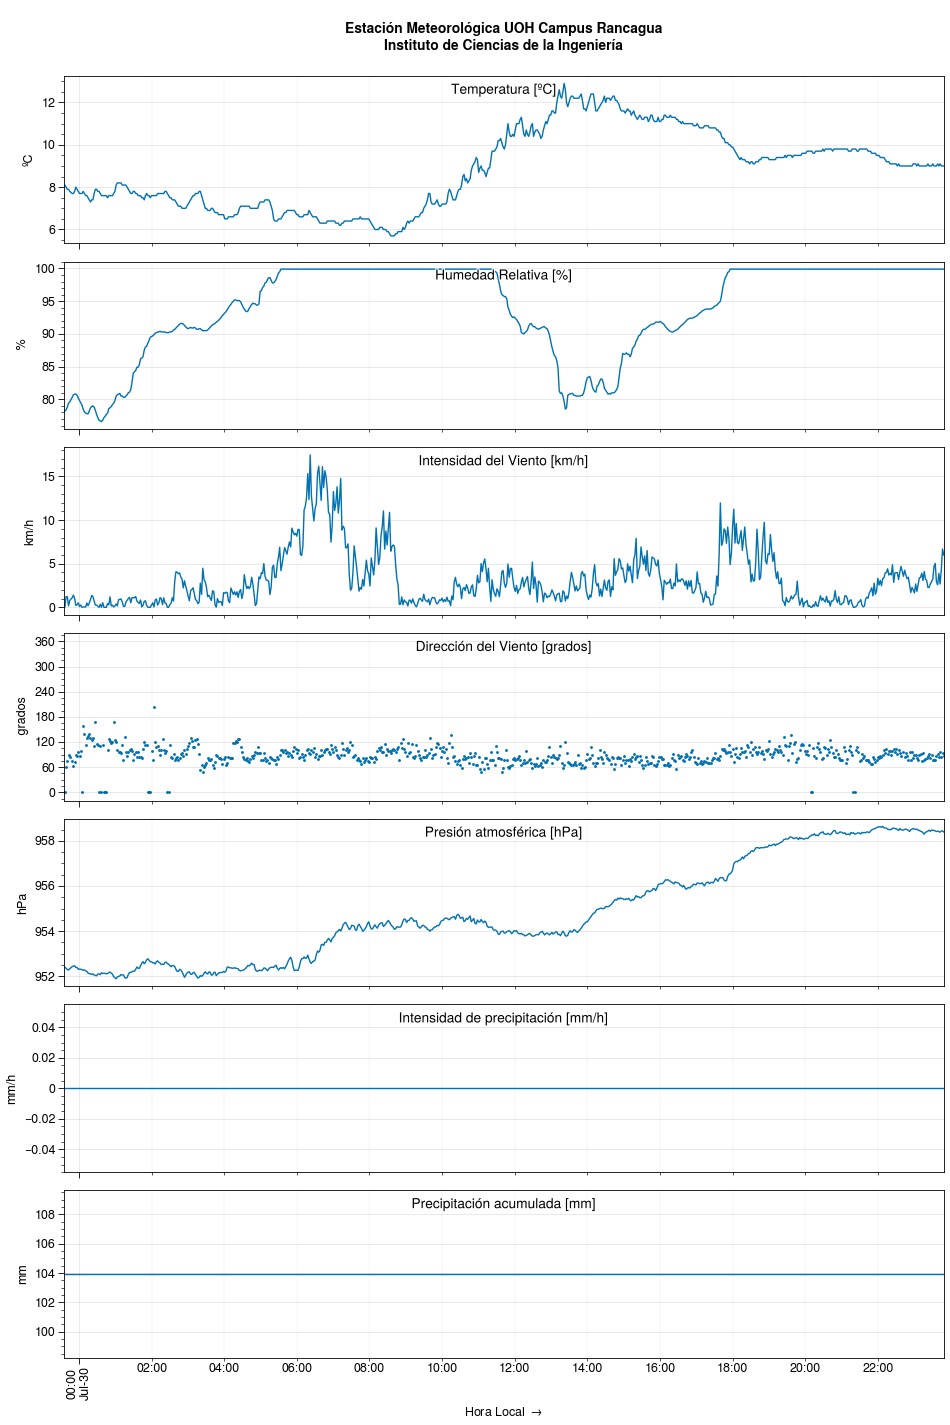 Estación Meteorológica UOH Campus Rancagua
Instituto de Ciencias de la Ingeniería
Temperatura [ºC]
ºC
12
10
8
6
Humedad Relativa [%]
%
100
95
90
85
80
Intensidad del Viento [km/h]
km/h
15
10
5
0
Dirección del Viento [grados]
grados
360
300
240
180
120
60
0
Presión atmosférica [hPa]
hPa
958
956
954
952
Intensidad de precipitación [mm/h]
mm/h
0.04
0.02
0
−0.02
−0.04
Precipitación acumulada [mm]
mm
108
106
104
102
100
00:00
Jul-30
02:00
04:00
06:00
08:00
10:00
12:00
14:00
16:00
18:00
20:00
22:00
Hora Local →